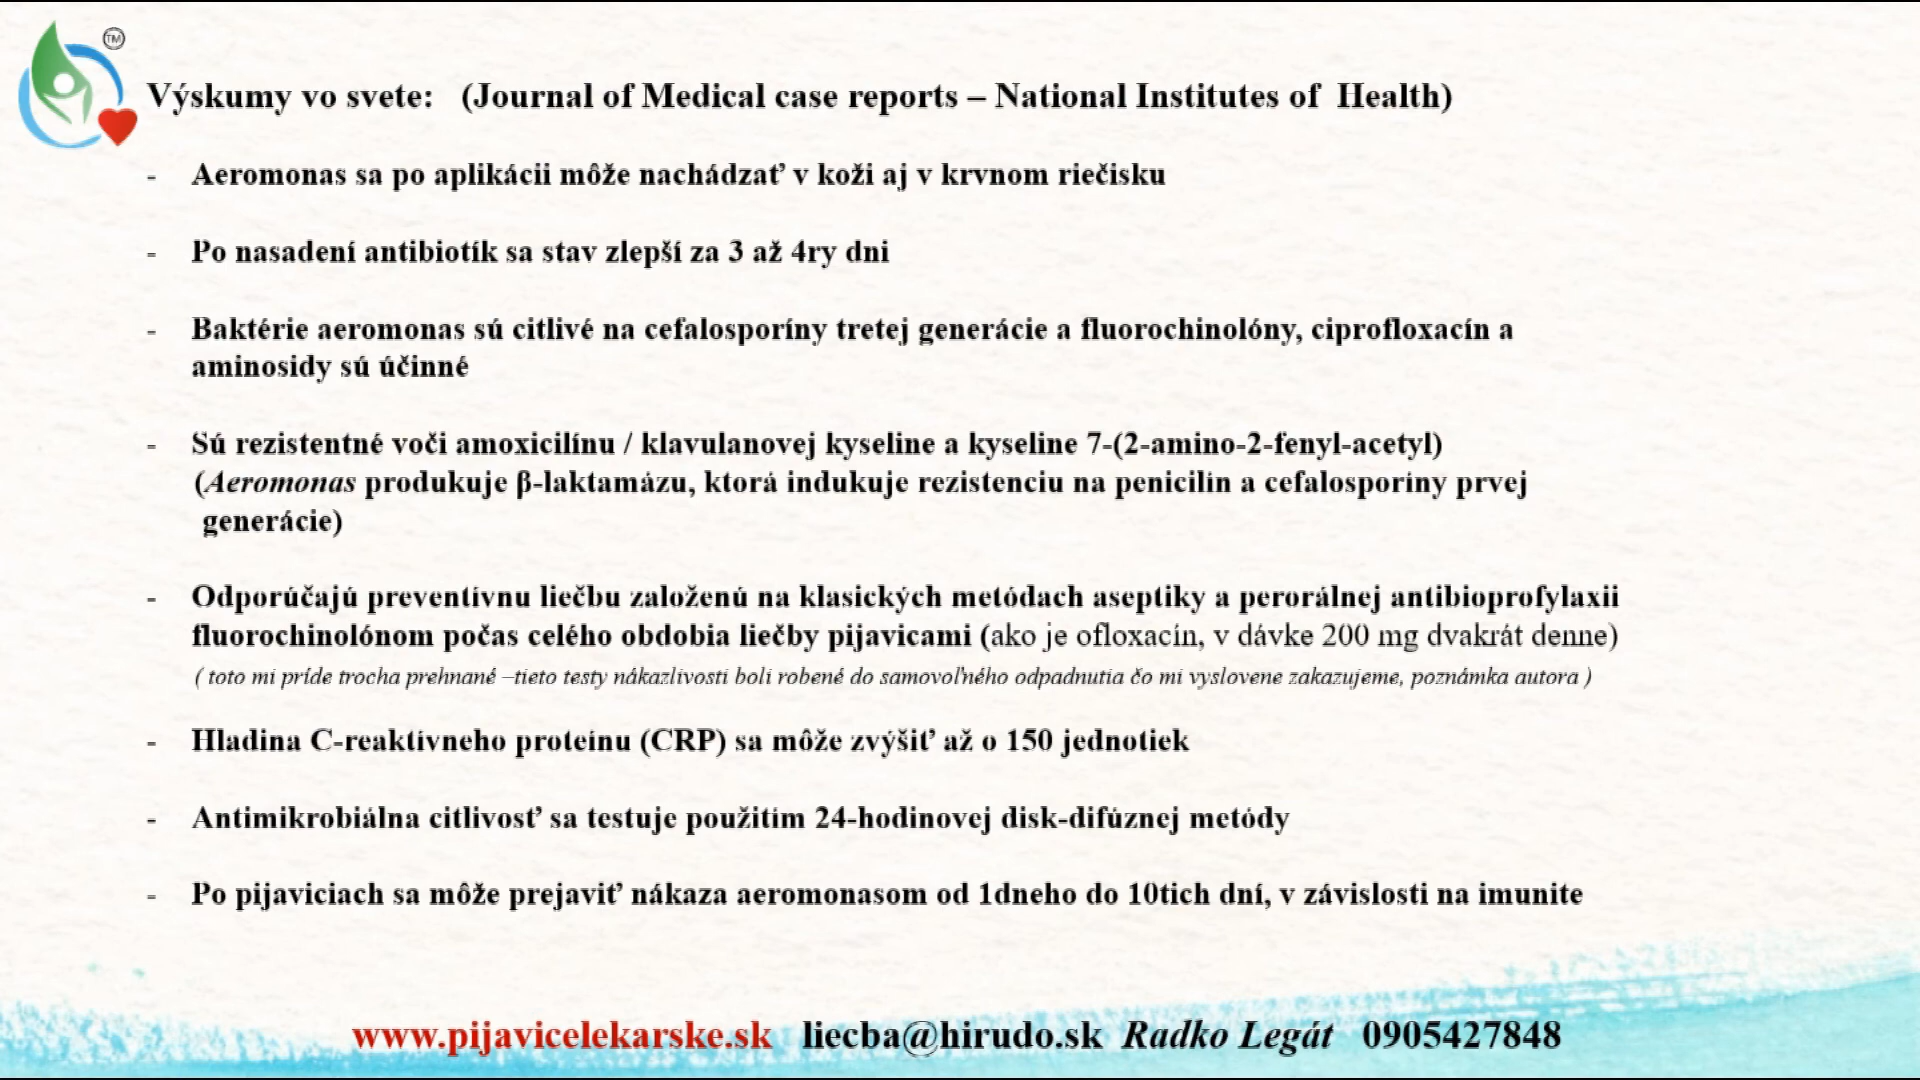 TM
Výskumy vo svete: (Journal of Medical case reports – National Institutes of Health)
- Aeromonas sa po aplikácii môže nachádzať v koži aj v krvnom riečisku
- Po nasadení antibiotík sa stav zlepší za 3 až 4ry dni
- Baktérie aeromonas sú citlivé na cefalosporíny tretej generácie a fluorochinolóny, ciprofloxacín a
aminosidy sú účinné
- Sú rezistentné voči amoxicilínu / klavulanovej kyseline a kyseline 7-(2-amino-2-fenyl-acetyl)
(Aeromonas produkuje β-laktamázu, ktorá indukuje rezistenciu na penicilín a cefalosporíny prvej
generácie)
- Odporúčajú preventívnu liečbu založenú na klasických metódach aseptiky a perorálnej antibioprofylaxii
fluorochinolónom počas celého obdobia liečby pijavicami (ako je ofloxacín, v dávke 200 mg dvakrát denne)
( toto mi príde trocha prehnané –tieto testy nákazlivosti boli robené do samovoľného odpadnutia čo mi vyslovene zakazujeme, poznámka autora )
- Hladina C-reaktívneho proteínu (CRP) sa môže zvýšiť až o 150 jednotiek
- Antimikrobiálna citlivosť sa testuje použitím 24-hodinovej disk-difúznej metódy
- Po pijaviciach sa môže prejaviť nákaza aeromonasom od 1dneho do 10tich dní, v závislosti na imunite
www.pijavicelekarske.sk liecba@hirudo.sk Radko Legát 0905427848